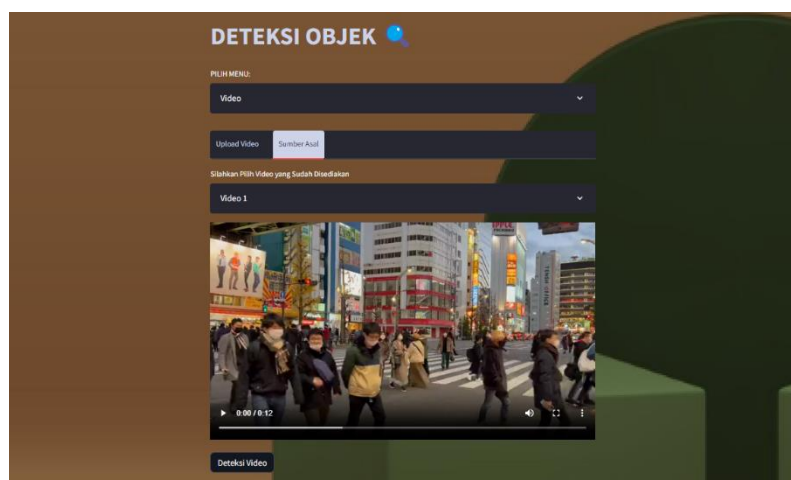 DETEKSI OBJEK
PILIH MENU:
Video
Upload Video
Sumber Asal
Silahkan Pilih Video yang Sudah Disediakan
Video 1
0:00 / 0:12
Deteksi Video